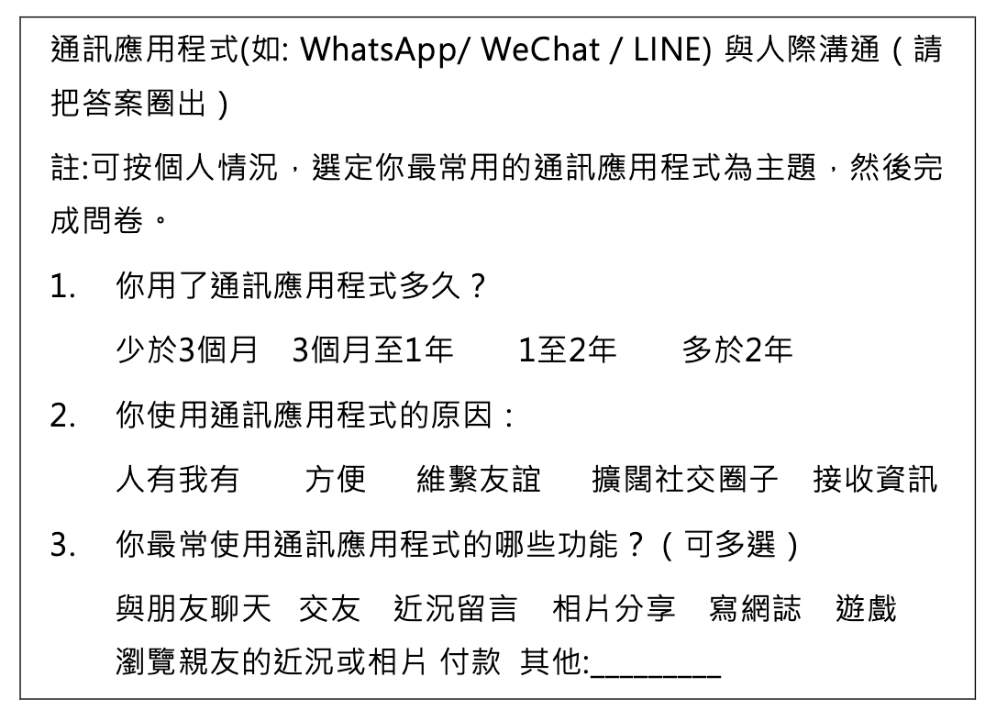 通訊應用程式(如: WhatsApp/ WeChat / LINE) 與人際溝通（請
把答案圈出）
註:可按個人情況，選定你最常用的通訊應用程式為主題，然後完
成問卷。
1. 你用了通訊應用程式多久？
少於3個月 3個月至1年 1至2年 多於2年
2. 你使用通訊應用程式的原因：
人有我有 方便 維繫友誼 擴闊社交圈子 接收資訊
3. 你最常使用通訊應用程式的哪些功能？（可多選）
與朋友聊天 交友 近況留言 相片分享 寫網誌 遊戲
瀏覽親友的近況或相片 付款 其他:_________